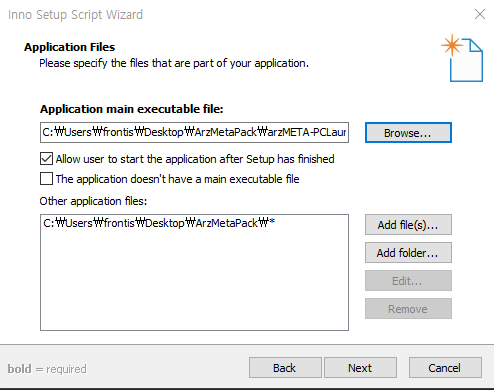 Inno Setup Script Wizard
Application Files
Please specify the files that are part of your application.
Application main executable file:
C:₩Users₩frontis₩Desktop₩ArzMetaPack₩arzMETA-PCLaur
Browse...
Allow user to start the application after Setup has finished
The application doesn't have a main executable file
Other application files:
C:₩Users₩frontis₩Desktop₩ArzMetaPack₩*
Add file(s)...
Add folder...
Edit...
Remove
bold = required
Back
Next
Cancel